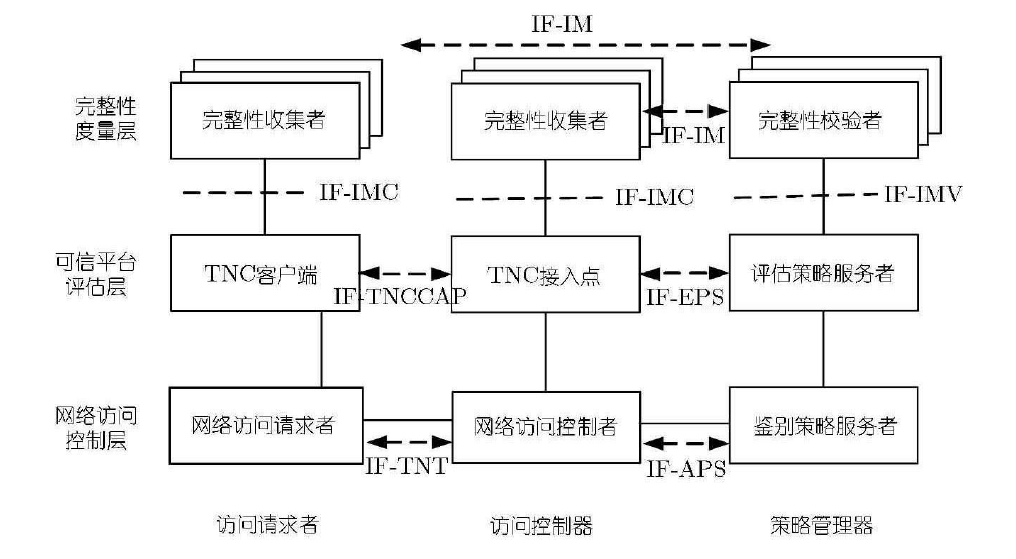 IF-IM
完整性
度量层
完整性收集者
完整性收集者
完整性校验者
IF-IM
IF-IMC
IF-IMC
IF-IMV
可信平台
评估层
TNC客户端
TNC接入点
评估策略服务者
IF-TNCCAP
IF-EPS
网络访问
控制层
网络访问请求者
网络访问控制者
鉴别策略服务者
IF-TNT
IF-APS
访问请求者
访问控制器
策略管理器